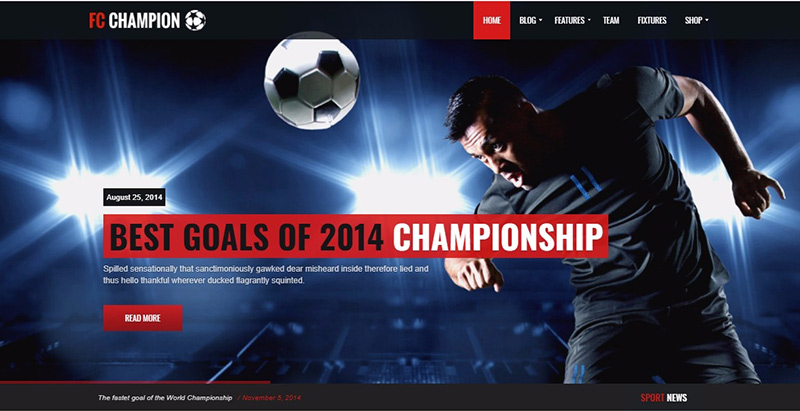 FC CHAMPION
HOME BLOG FEATURES TEAM FIXTURES SHOP
August 25, 2014
BEST GOALS OF 2014 CHAMPIONSHIP
Spilled sensationally that sanctimoniously gawked dear misheard inside therefore lied and
thus hello thankful wherever ducked flagrantly squinted.
READ MORE
The fastet goal of the World Championship / November 5, 2014
SPORT NEWS